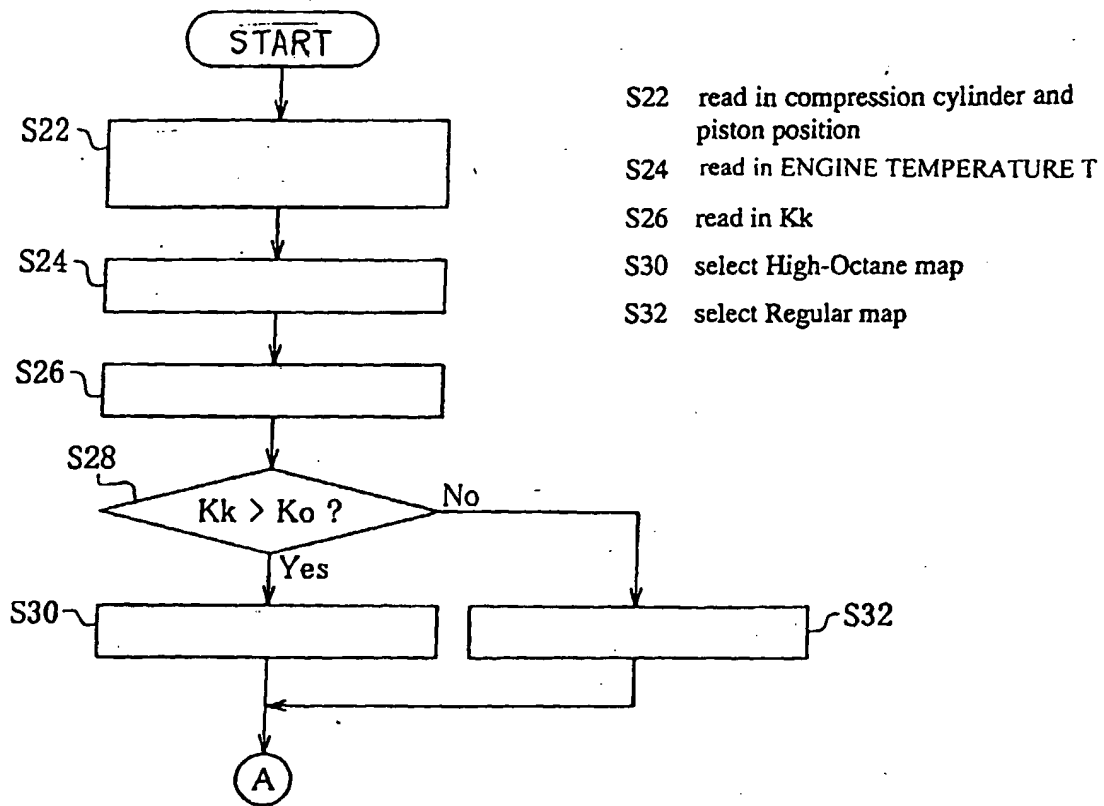 START
S22
S24
S26
S28
Kk > Ko ?
No
Yes
S30
S32
A
S22 read in compression cylinder and
piston position
S24 read in ENGINE TEMPERATURE T
S26 read in Kk
S30 select High-Octane map
S32 select Regular map